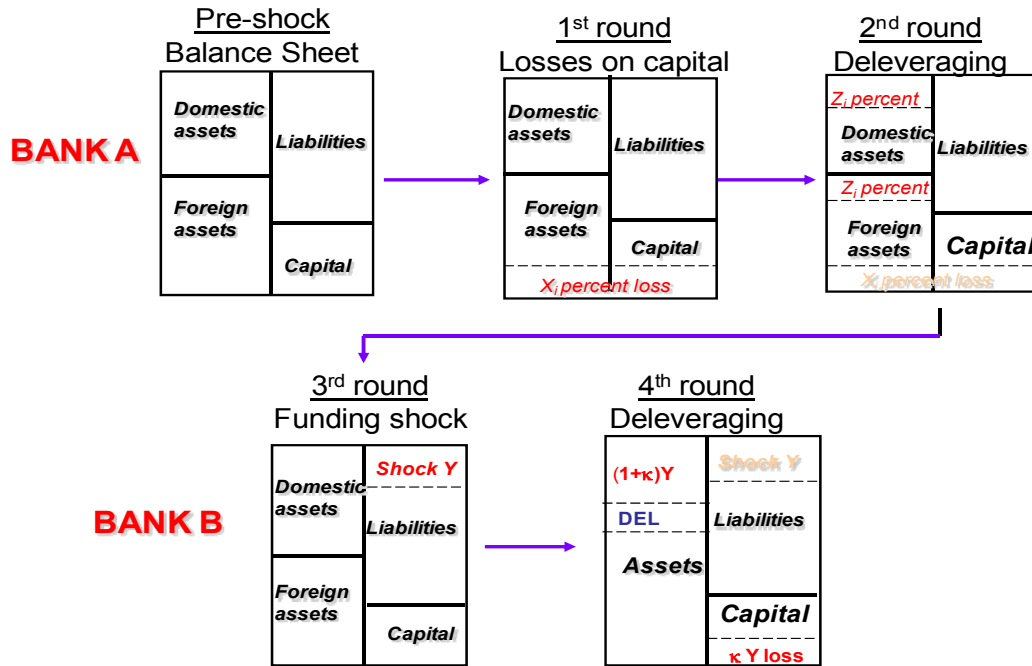 Pre-shock
Balance Sheet
1st round
Losses on capital
2nd round
Deleveraging
BANK A
Domestic
assets
Liabilities
Foreign
assets
Capital
Domestic
assets
Liabilities
Foreign
assets
Capital
Xi percent loss
Zi percent
Domestic
assets
Liabilities
Zi percent
Foreign
assets
Capital
Xi percent loss
3rd round
Funding shock
4th round
Deleveraging
BANK B
Domestic
assets
Shock Y
Liabilities
Foreign
assets
Capital
(1+κ)Y
Shock Y
DEL
Liabilities
Assets
Capital
κ Y loss